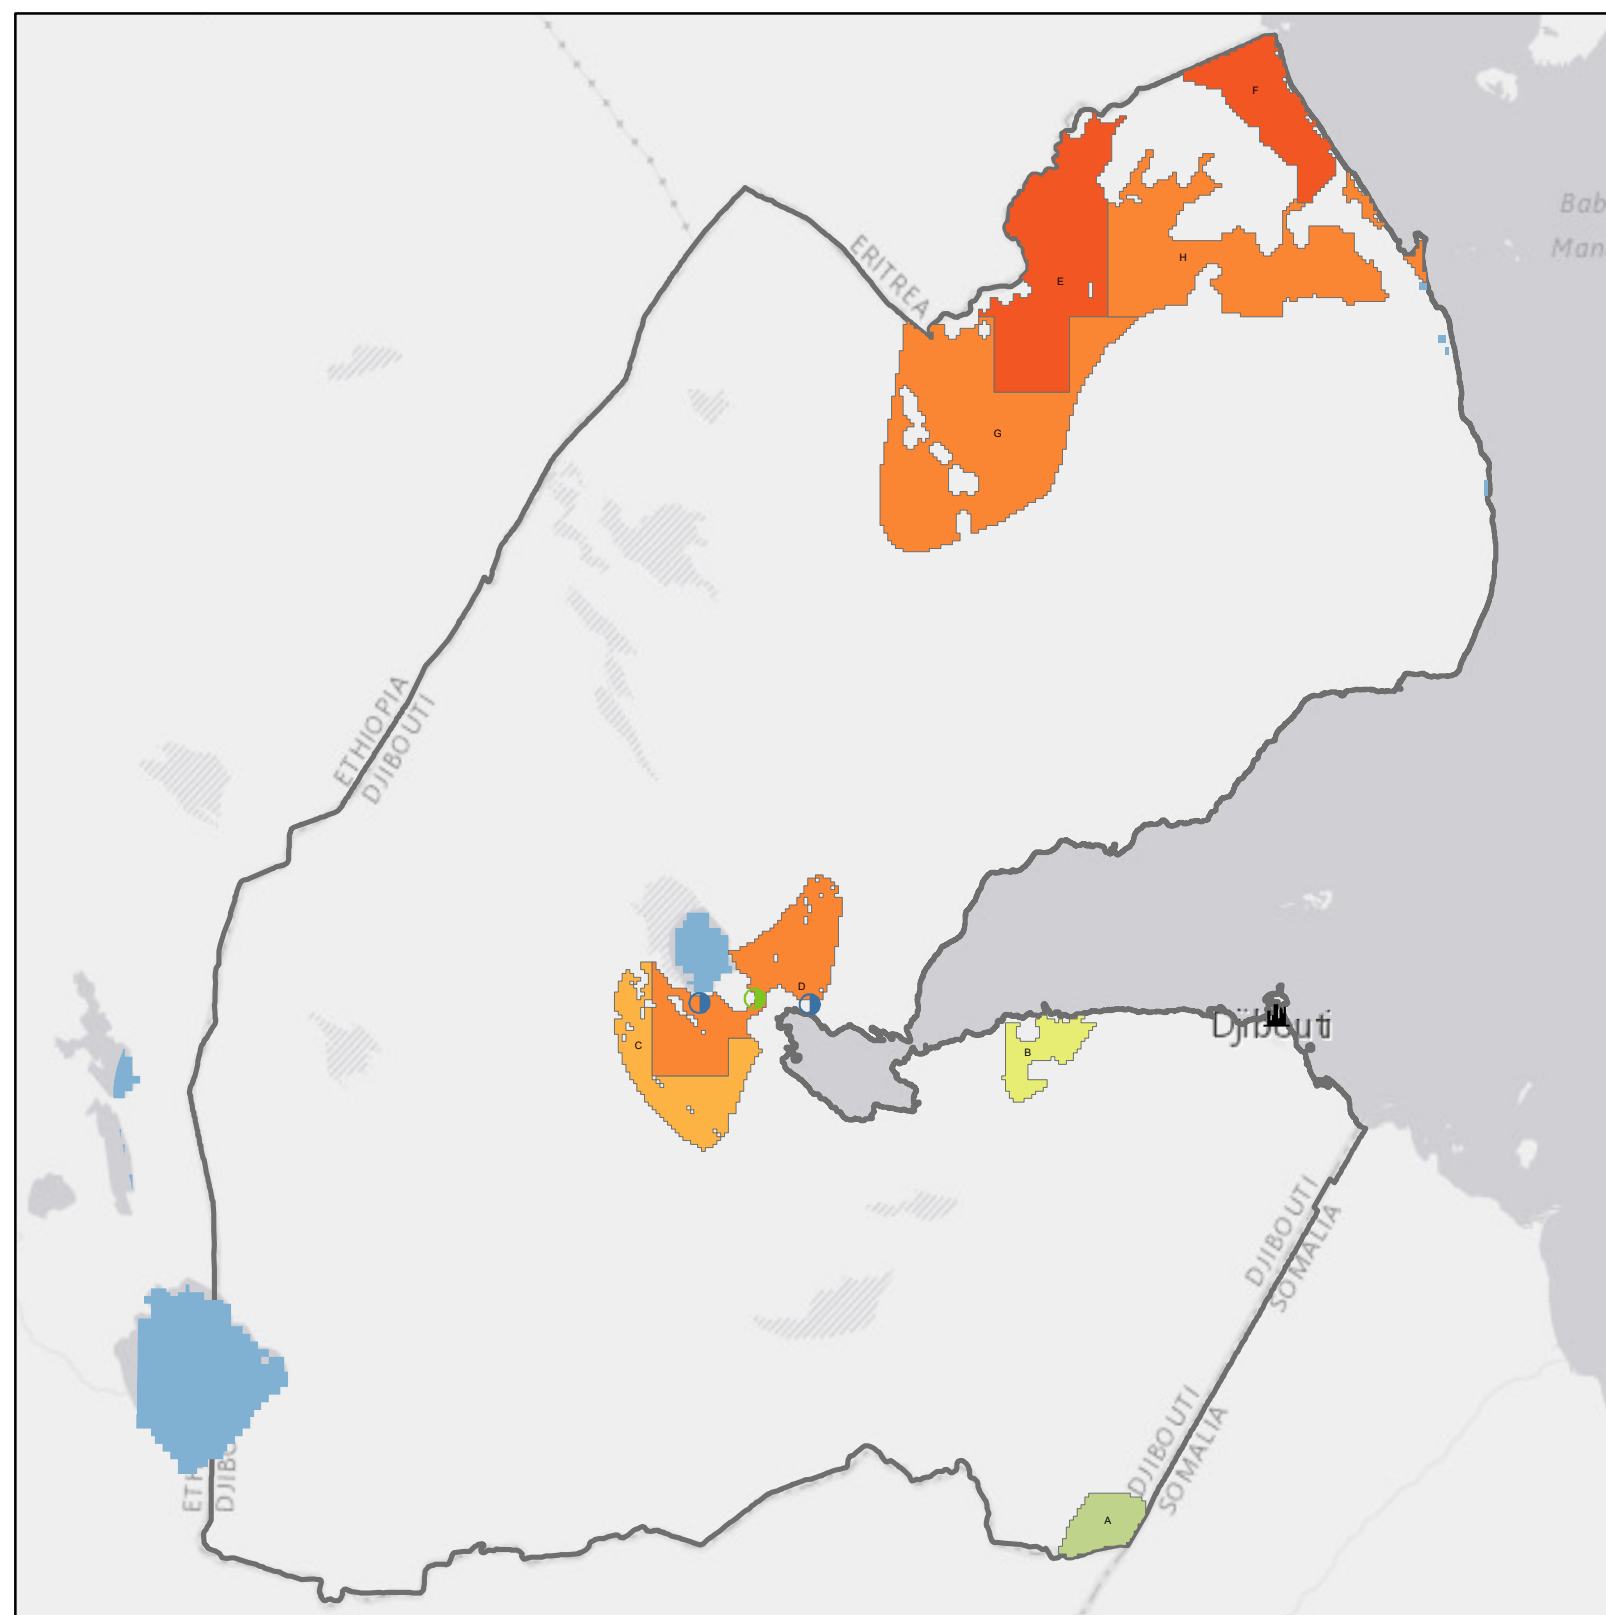 F
Bab
Man
ERITREA
H
E
G
ETHIOPIA
DJIBOUTI
D
C
B
Djibouti
DJIBOUTI
SOMALIA
DJIBOUTI
SOMALIA
ETH
DJIBO
A